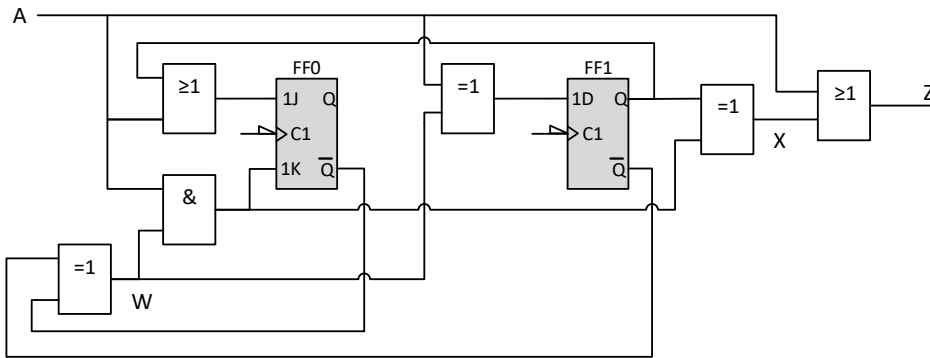 A
FF0
FF1
≥1
1J
Q
=1
1D
Q
=1
≥1
Z
C1
C1
X
1K
Q̅
Q̅
&
=1
W